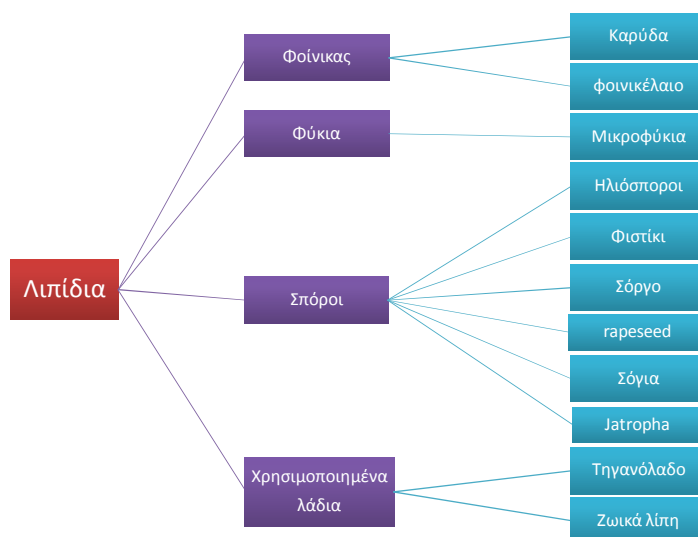 Λιπίδια
Φοίνικας
Φύκια
Σπόροι
Χρησιμοποιημένα
λάδια
Καρύδα
φοινικέλαιο
Μικροφύκια
Ηλιόσποροι
Φιστίκι
Σόργο
rapeseed
Σόγια
Jatropha
Τηγανόλαδο
Ζωικά λίπη